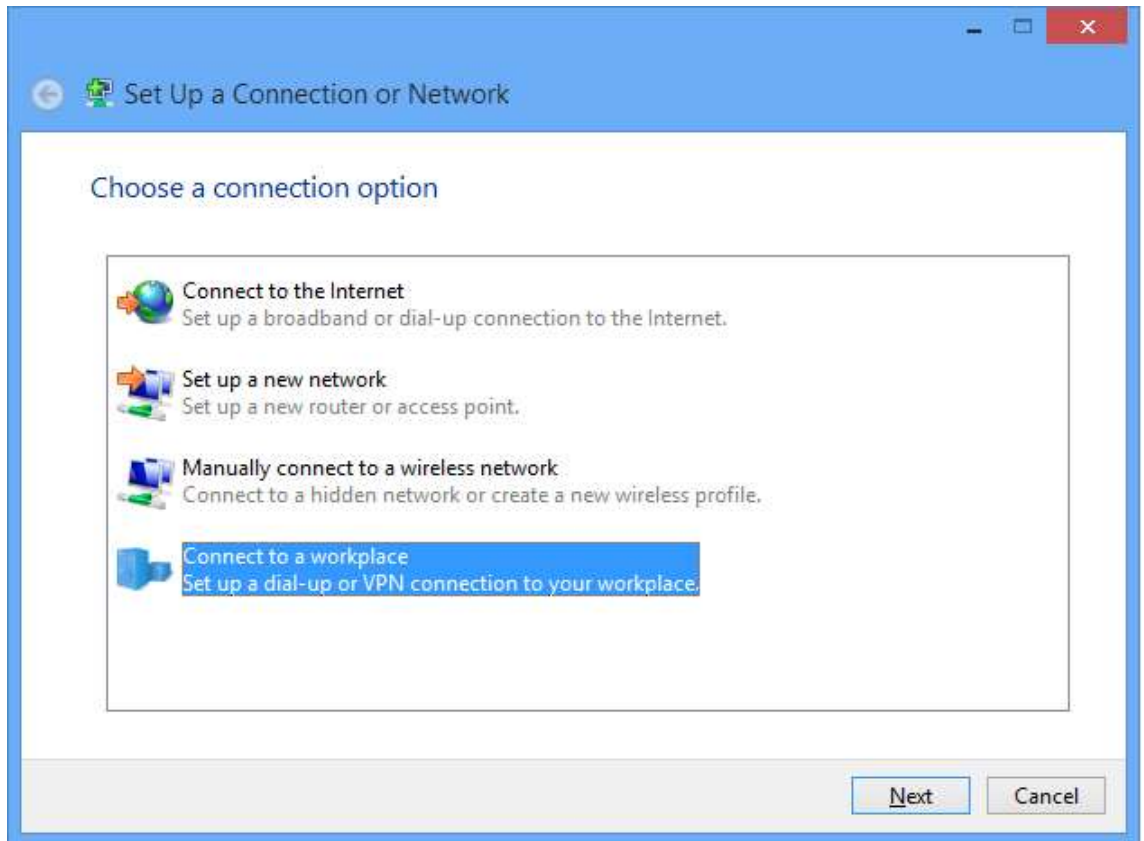 Set Up a Connection or Network
Choose a connection option
Connect to the Internet
Set up a broadband or dial-up connection to the Internet.
Set up a new network
Set up a new router or access point.
Manually connect to a wireless network
Connect to a hidden network or create a new wireless profile.
Connect to a workplace
Set up a dial-up or VPN connection to your workplace.
Next Cancel